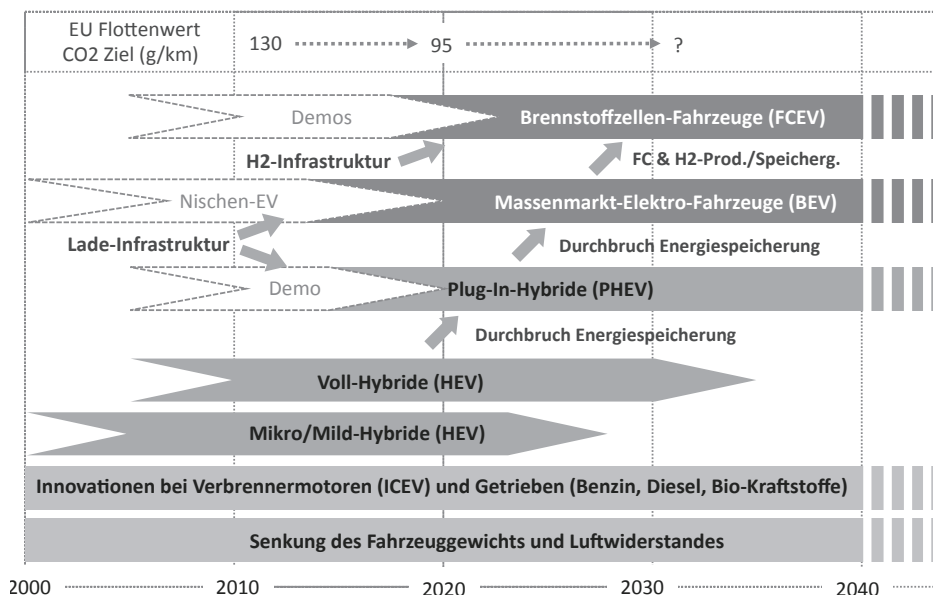 EU Flottenwert
CO2 Ziel (g/km)
130
95
?
Demos
Brennstoffzellen-Fahrzeuge (FCEV)
H2-Infrastruktur
FC & H2-Prod./Speicherg.
Nischen-EV
Massenmarkt-Elektro-Fahrzeuge (BEV)
Lade-Infrastruktur
Durchbruch Energiespeicherung
Demo
Plug-In-Hybride (PHEV)
Durchbruch Energiespeicherung
Voll-Hybride (HEV)
Mikro/Mild-Hybride (HEV)
Innovationen bei Verbrennermotoren (ICEV) und Getrieben (Benzin, Diesel, Bio-Kraftstoffe)
Senkung des Fahrzeuggewichts und Luftwiderstandes
2000 2010 2020 2030 2040